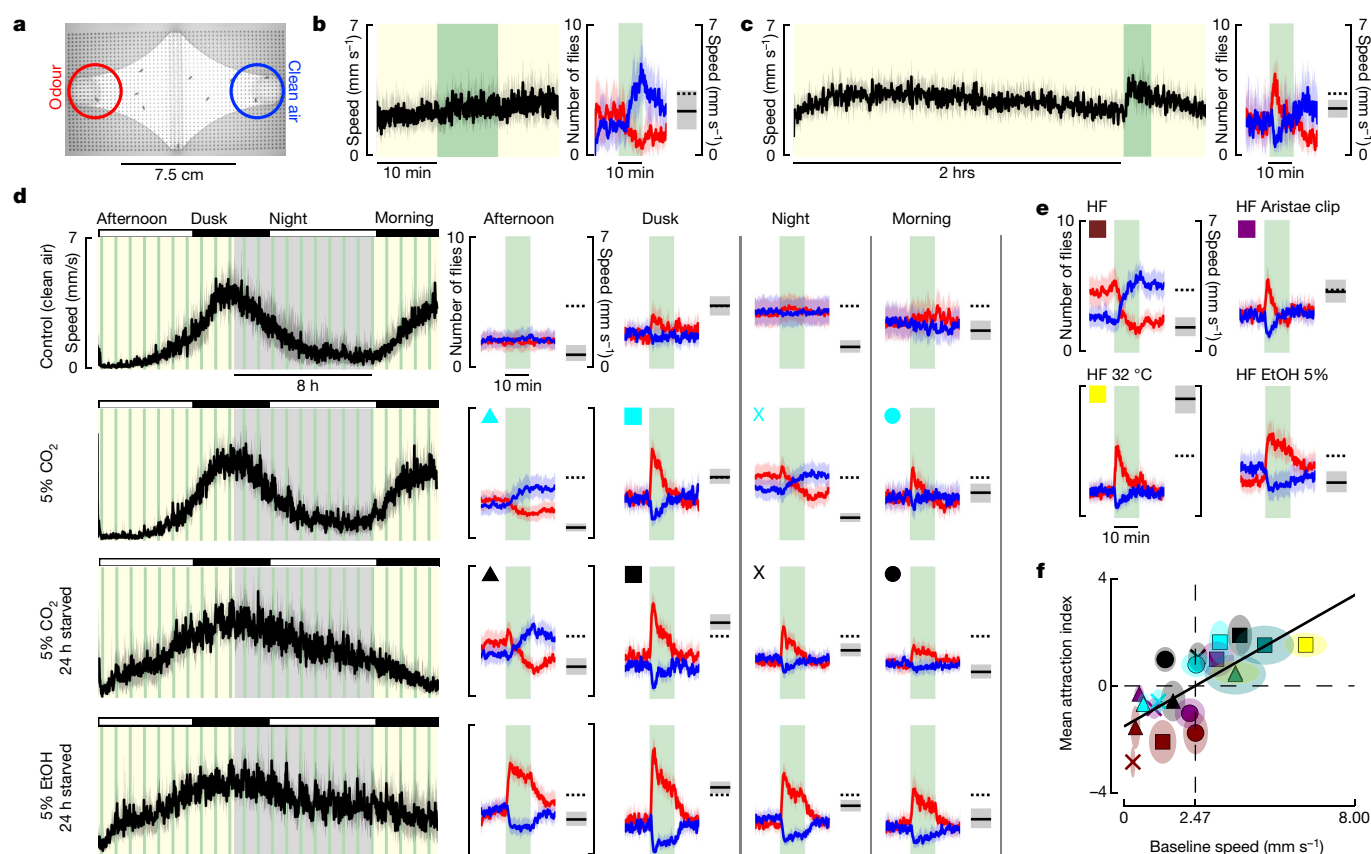 a
Odour
Clean air
7.5 cm
b
7
Speed (mm s⁻¹)
0
10 min
10
Number of flies
0
7
Speed (mm s⁻¹)
0
10 min
c
7
Speed (mm s⁻¹)
0
2 hrs
10
Number of flies
0
7
Speed (mm s⁻¹)
0
10 min
d
Afternoon Dusk Night Morning
Afternoon Dusk Night Morning
Control (clean air)
7
Speed (mm/s)
0
8 h
10
Number of flies
0
7
Speed (mm s⁻¹)
0
10 min
5% CO₂
X
5% CO₂
24 h starved
X
5% EtOH
24 h starved
e
HF
HF Aristae clip
10
Number of flies
0
7
Speed (mm s⁻¹)
0
HF 32 °C
HF EtOH 5%
10 min
f
4
Mean attraction index
0
−4
0 2.47 8.00
Baseline speed (mm s⁻¹)